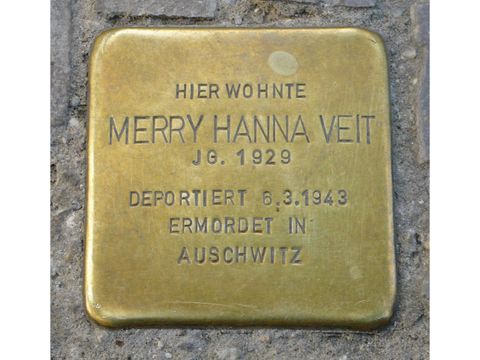 HIER WOHNTE
MERRY HANNA VEIT
JG. 1929
DEPORTIERT 6.3.1943
ERMORDET IN
AUSCHWITZ